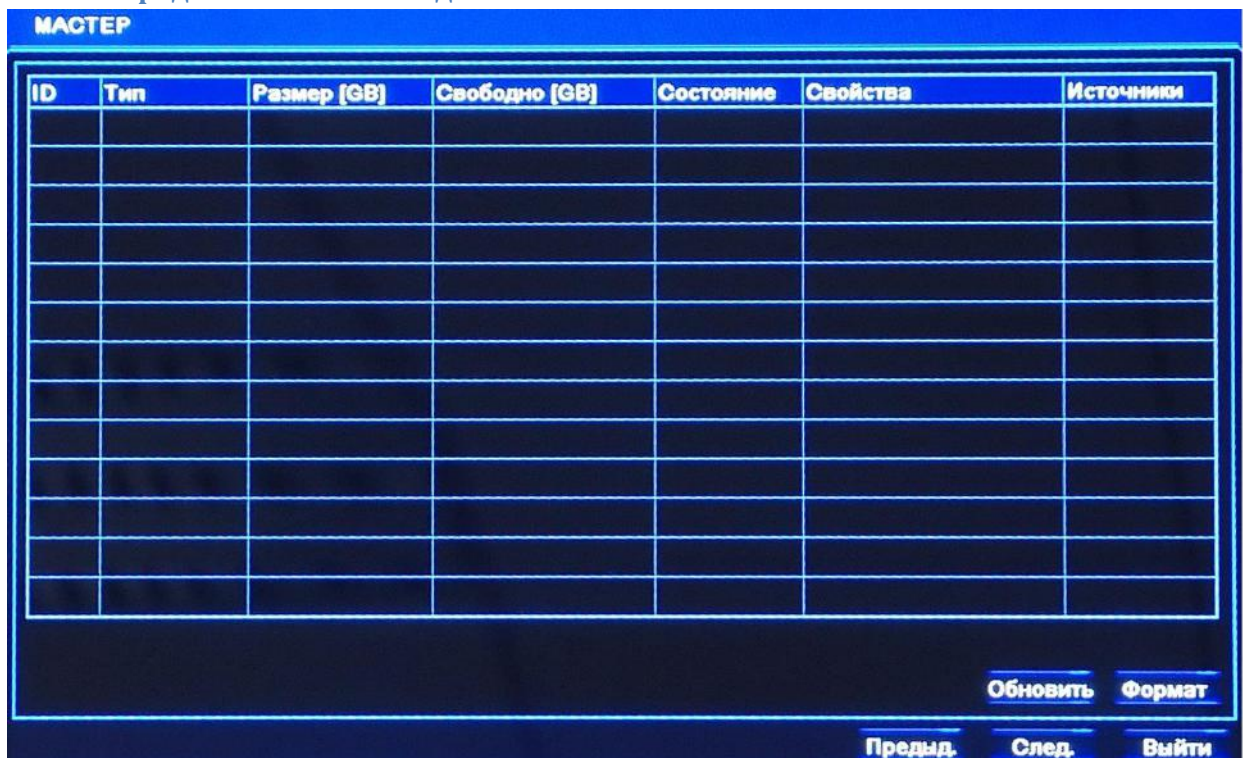 МАСТЕР
ID Тип Размер [GB] Свободно [GB] Состояние Свойства Источники
Обновить Формат
Предыд. След. Выйти